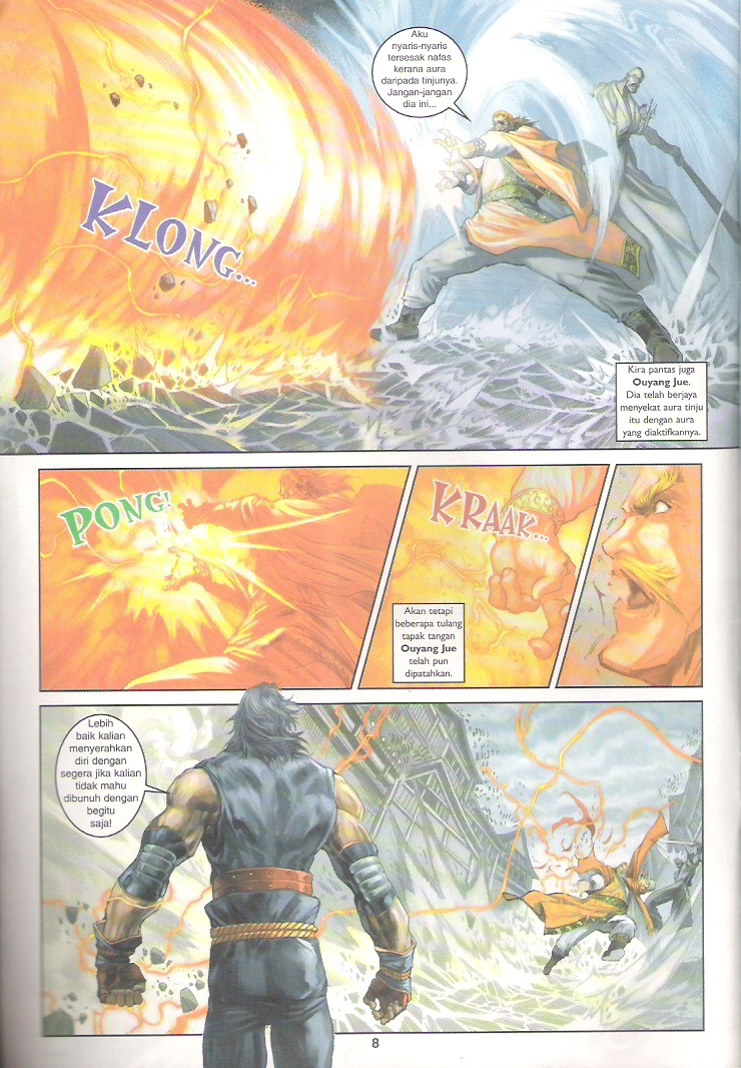 Aku
nyaris-nyaris
tersesak nafas
kerana aura
daripada tinjunya.
Jangan-jangan
dia ini...
KLONG...
Kira pantas juga
Ouyang Jue.
Dia telah berjaya
menyekat aura tinju
itu dengan aura
yang diaktifkannya.
PONG!
KRAAK...
Akan tetapi
beberapa tulang
tapak tangan
Ouyang Jue
telah pun
dipatahkan.
Lebih
baik kalian
menyerahkan
diri dengan
segera jika kalian
tidak mahu
dibunuh dengan
begitu
saja!
8